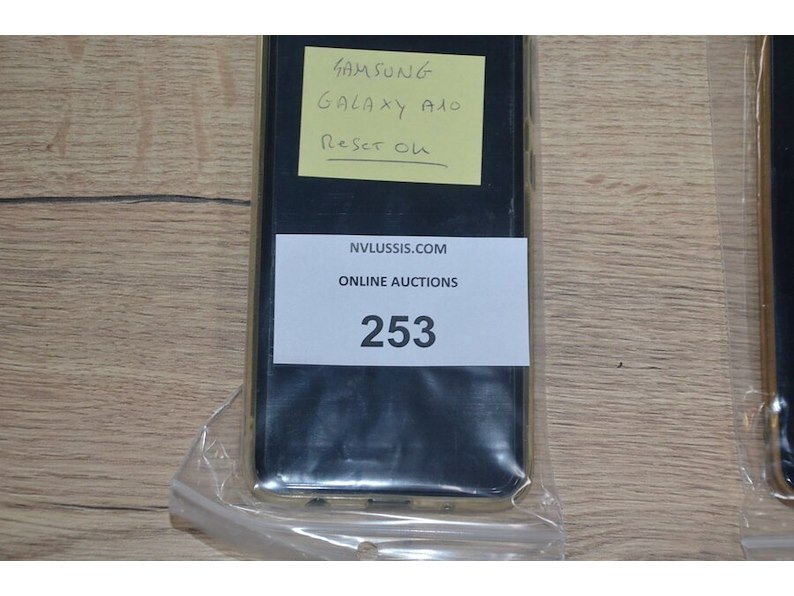 SAMSUNG
GALAXY A10
ReSeT OK
NVLUSSIS.COM
ONLINE AUCTIONS
253